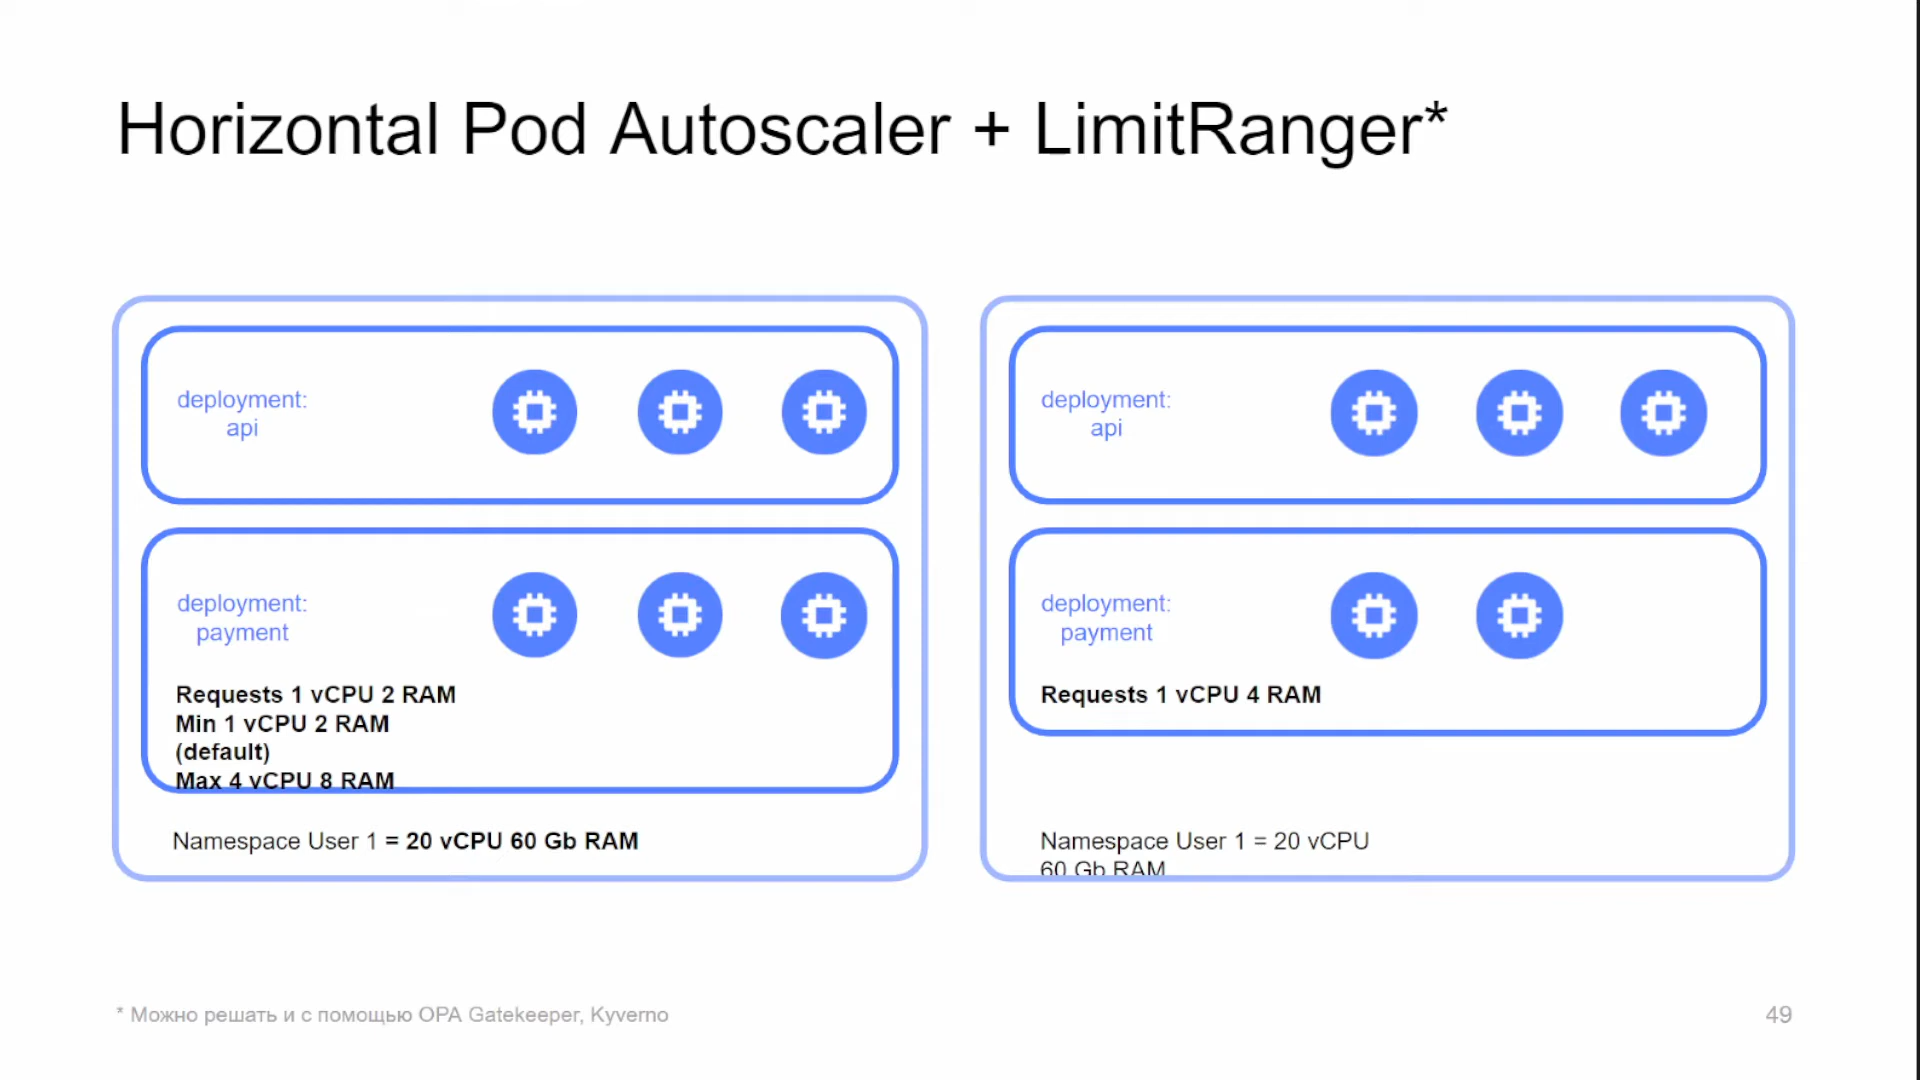 Horizontal Pod Autoscaler + LimitRanger*
deployment:
api
deployment:
payment
Requests 1 vCPU 2 RAM
Min 1 vCPU 2 RAM
(default)
Max 4 vCPU 8 RAM
Namespace User 1 = 20 vCPU 60 Gb RAM
deployment:
api
deployment:
payment
Requests 1 vCPU 4 RAM
Namespace User 1 = 20 vCPU
60 Gb RAM
* Можно решать и с помощью OPA Gatekeeper, Kyverno
49